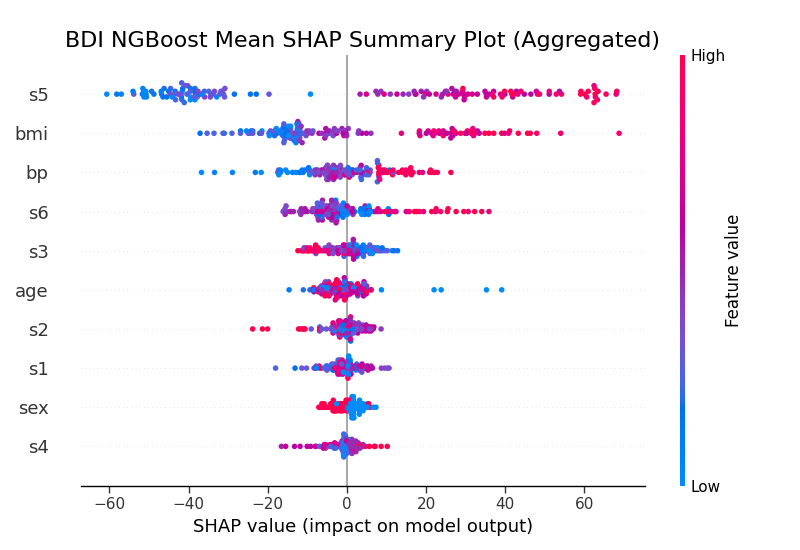 BDI NGBoost Mean SHAP Summary Plot (Aggregated)
High
s5
bmi
bp
s6
s3
age
s2
s1
sex
s4
Feature value
Low
−60 −40 −20 0 20 40 60
SHAP value (impact on model output)